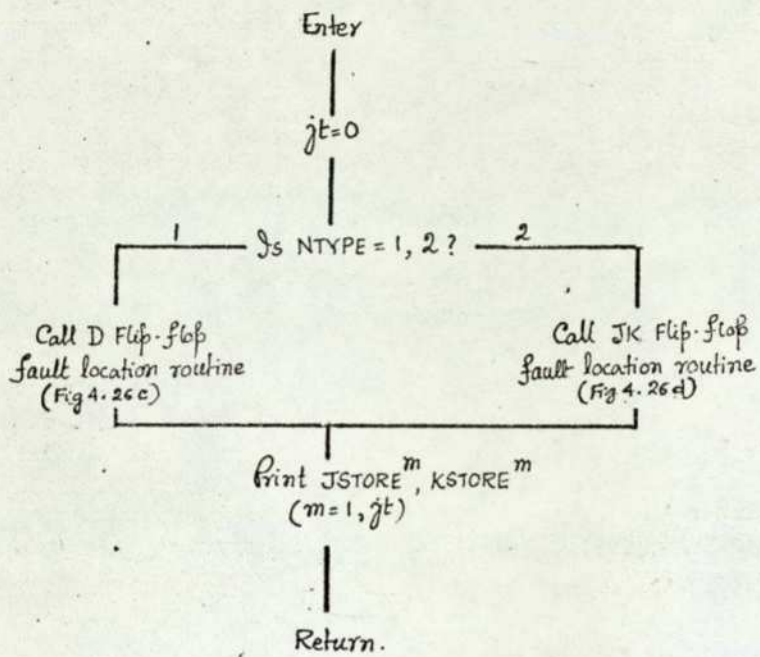 Enter
jt=0
1
Is NTYPE = 1, 2 ?
2
Call D Flip-flop
fault location routine
(Fig 4.26c)
Call JK Flip-flop
fault location routine
(Fig 4.26d)
Print JSTORE^m, KSTORE^m
(m=1, jt)
Return.